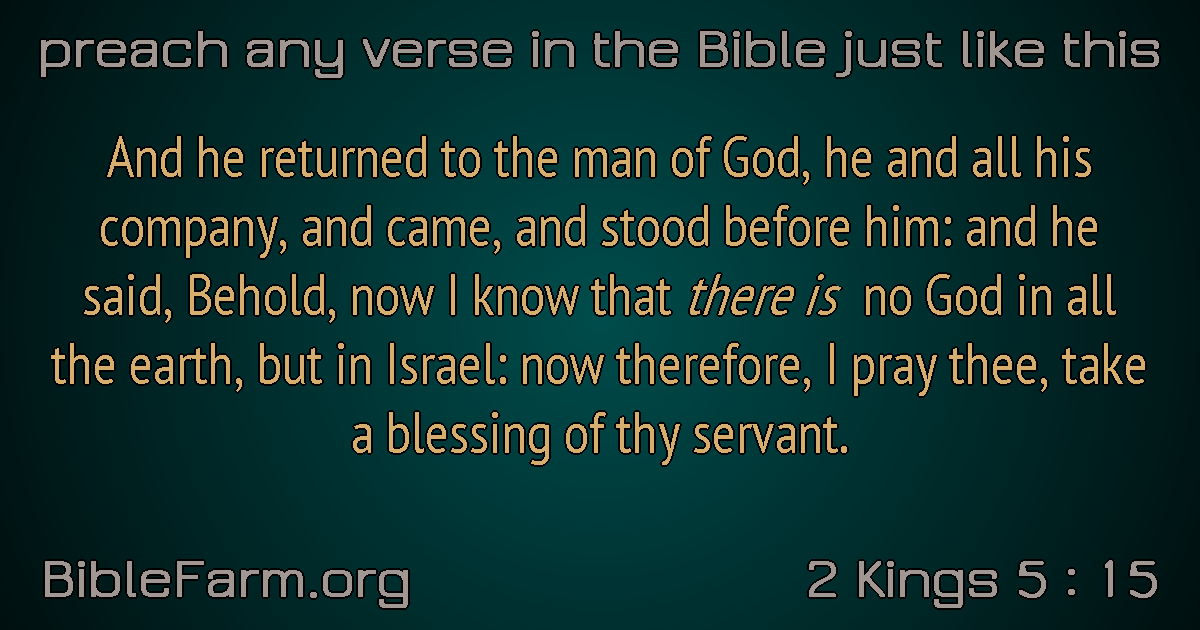 preach any verse in the Bible just like this
And he returned to the man of God, he and all his
company, and came, and stood before him: and he
said, Behold, now I know that there is no God in all
the earth, but in Israel: now therefore, I pray thee, take
a blessing of thy servant.
BibleFarm.org
2 Kings 5 : 15